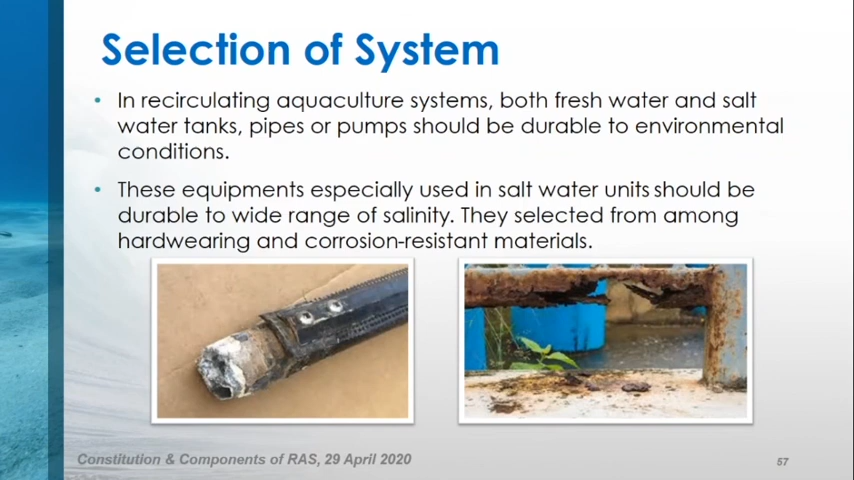 Selection of System
• In recirculating aquaculture systems, both fresh water and salt
water tanks, pipes or pumps should be durable to environmental
conditions.
• These equipments especially used in salt water units should be
durable to wide range of salinity. They selected from among
hardwearing and corrosion-resistant materials.
Constitution & Components of RAS, 29 April 2020
57